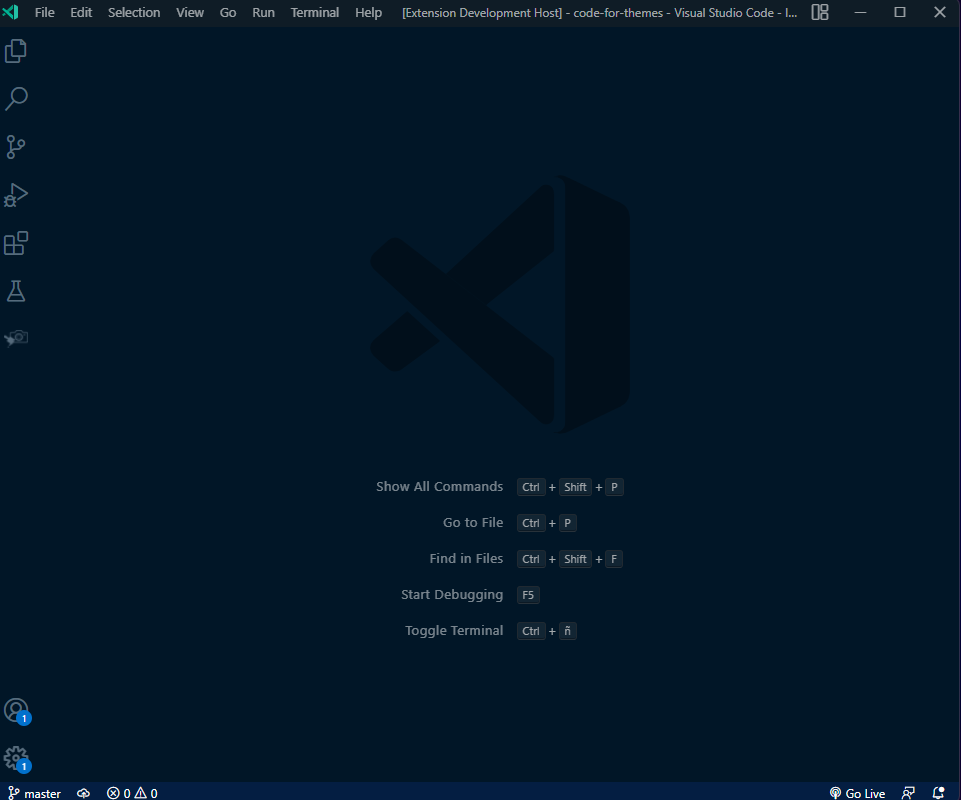 File Edit Selection View Go Run Terminal Help [Extension Development Host] - code-for-themes - Visual Studio Code - I...
Show All Commands Ctrl + Shift + P
Go to File Ctrl + P
Find in Files Ctrl + Shift + F
Start Debugging F5
Toggle Terminal Ctrl + ñ
1
1
master 0 0 Go Live